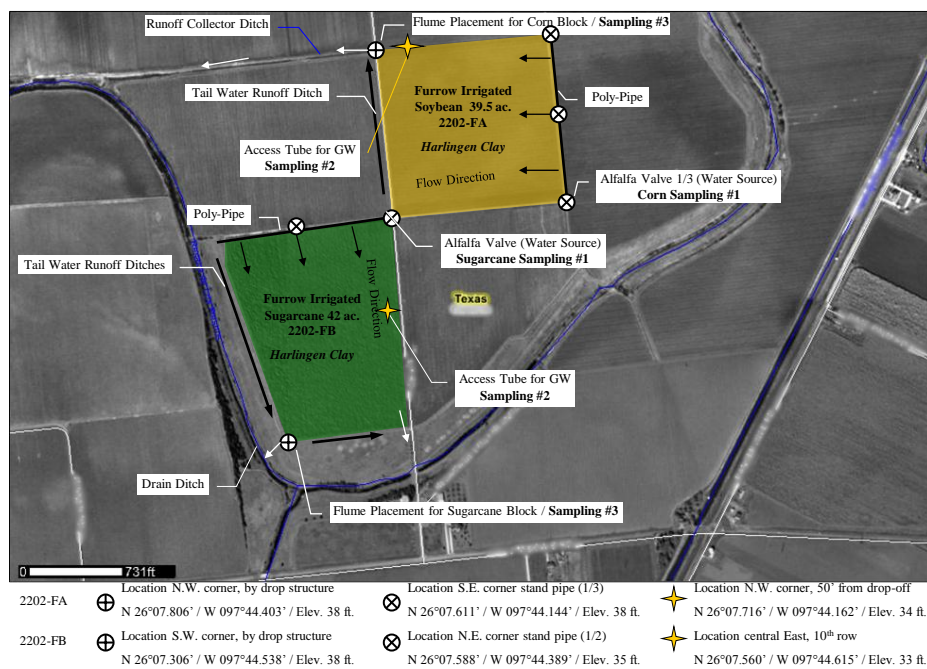 Runoff Collector Ditch
Flume Placement for Corn Block / Sampling #3
Tail Water Runoff Ditch
Furrow Irrigated
Soybean 39.5 ac.
2202-FA
Harlingen Clay
Poly-Pipe
Access Tube for GW
Sampling #2
Flow Direction
Alfalfa Valve 1/3 (Water Source)
Corn Sampling #1
Poly-Pipe
Alfalfa Valve (Water Source)
Sugarcane Sampling #1
Tail Water Runoff Ditches
Flow Direction
Furrow Irrigated
Sugarcane 42 ac.
2202-FB
Harlingen Clay
Texas
Access Tube for GW
Sampling #2
Drain Ditch
Flume Placement for Sugarcane Block / Sampling #3
0 731ft
2202-FA
Location N.W. corner, by drop structure
N 26°07.806' / W 097°44.403' / Elev. 38 ft.
Location S.E. corner stand pipe (1/3)
N 26°07.611' / W 097°44.144' / Elev. 38 ft.
Location N.W. corner, 50' from drop-off
N 26°07.716' / W 097°44.162' / Elev. 34 ft.
2202-FB
Location S.W. corner, by drop structure
N 26°07.306' / W 097°44.538' / Elev. 38 ft.
Location N.E. corner stand pipe (1/2)
N 26°07.588' / W 097°44.389' / Elev. 35 ft.
Location central East, 10th row
N 26°07.560' / W 097°44.615' / Elev. 33 ft.